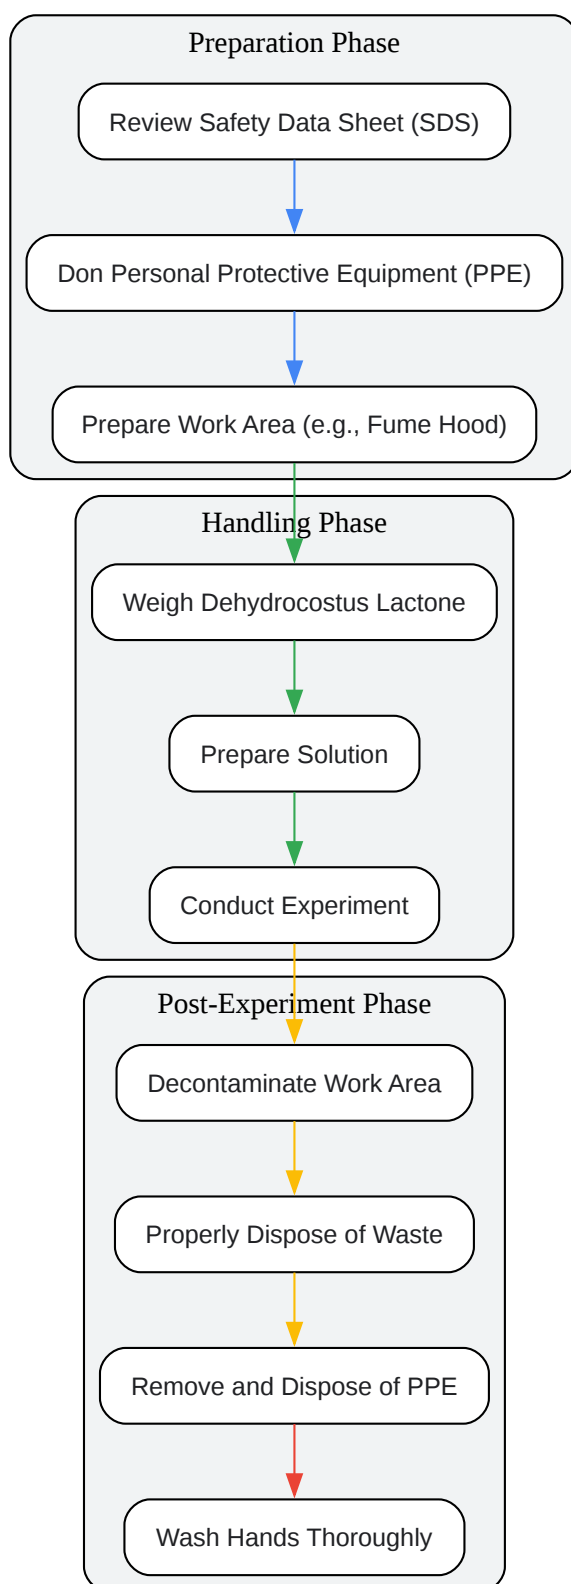 Preparation Phase
Review Safety Data Sheet (SDS)
Don Personal Protective Equipment (PPE)
Prepare Work Area (e.g., Fume Hood)
Handling Phase
Weigh Dehydrocostus Lactone
Prepare Solution
Conduct Experiment
Post-Experiment Phase
Decontaminate Work Area
Properly Dispose of Waste
Remove and Dispose of PPE
Wash Hands Thoroughly